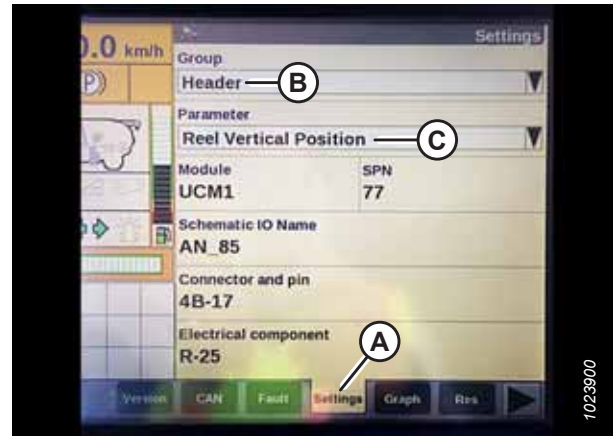 Settings
.0 km/h
Group
(P)
Header
B
Parameter
Reel Vertical Position
C
Module SPN
UCM1 77
Schematic IO Name
AN_85
Connector and pin
4B-17
Electrical component
A
R-25
Version CAN Fault Settings Graph Res
1023900